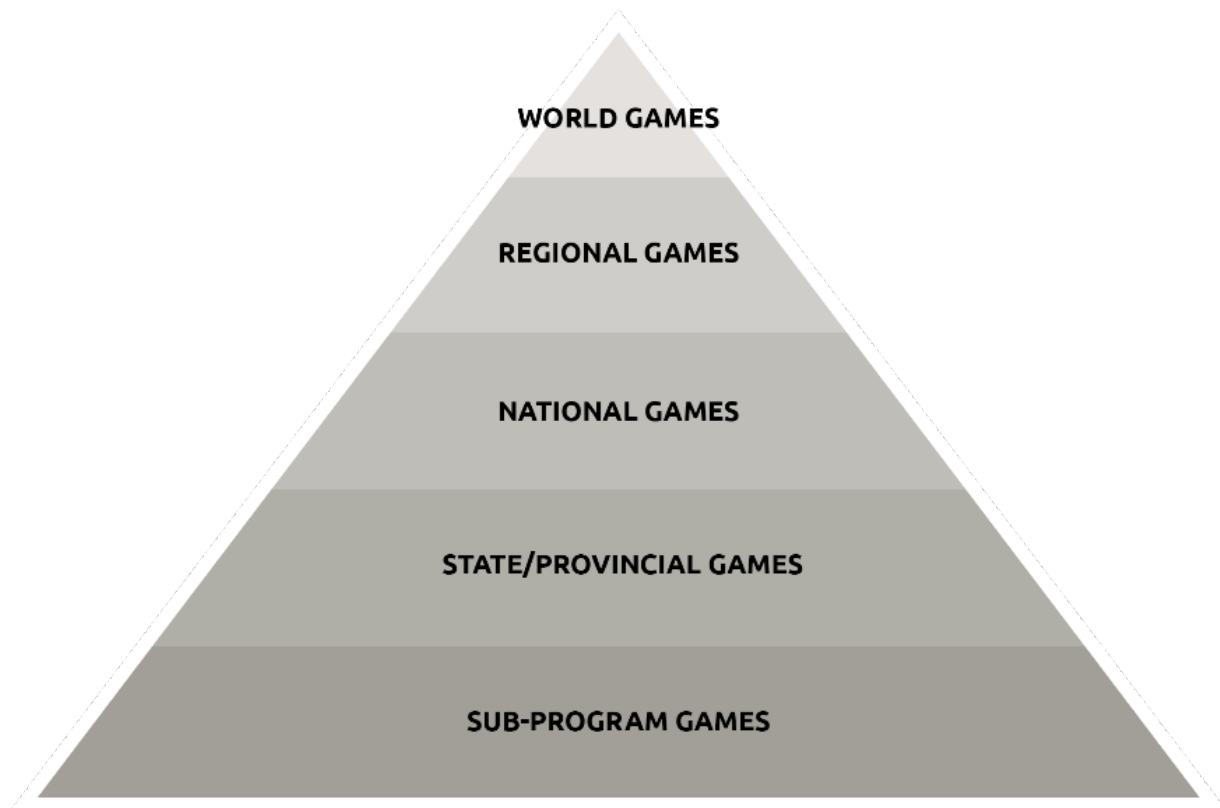 WORLD GAMES
REGIONAL GAMES
NATIONAL GAMES
STATE/PROVINCIAL GAMES
SUB-PROGRAM GAMES